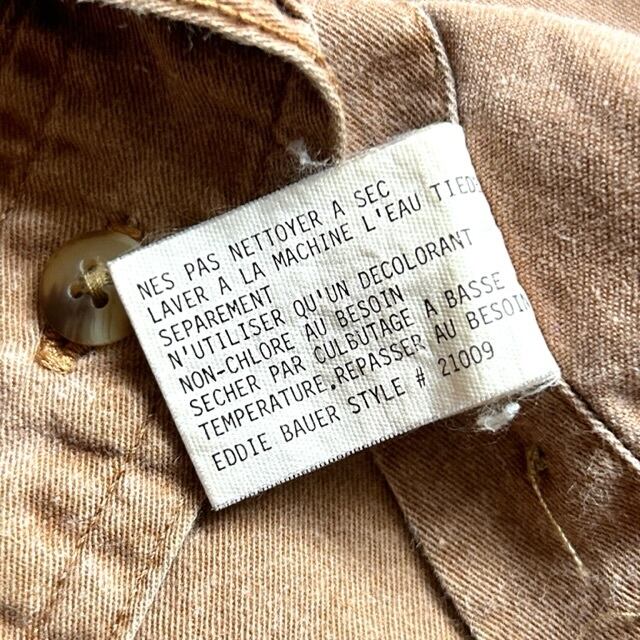 NES PAS NETTOYER A SEC
LAVER A LA MACHINE L'EAU TIEDE
SEPAREMENT
N'UTILISER QU'UN DECOLORANT
NON-CHLORE AU BESOIN
SECHER PAR CULBUTAGE A BASSE
TEMPERATURE.REPASSER AU BESOIN
EDDIE BAUER STYLE # 21009